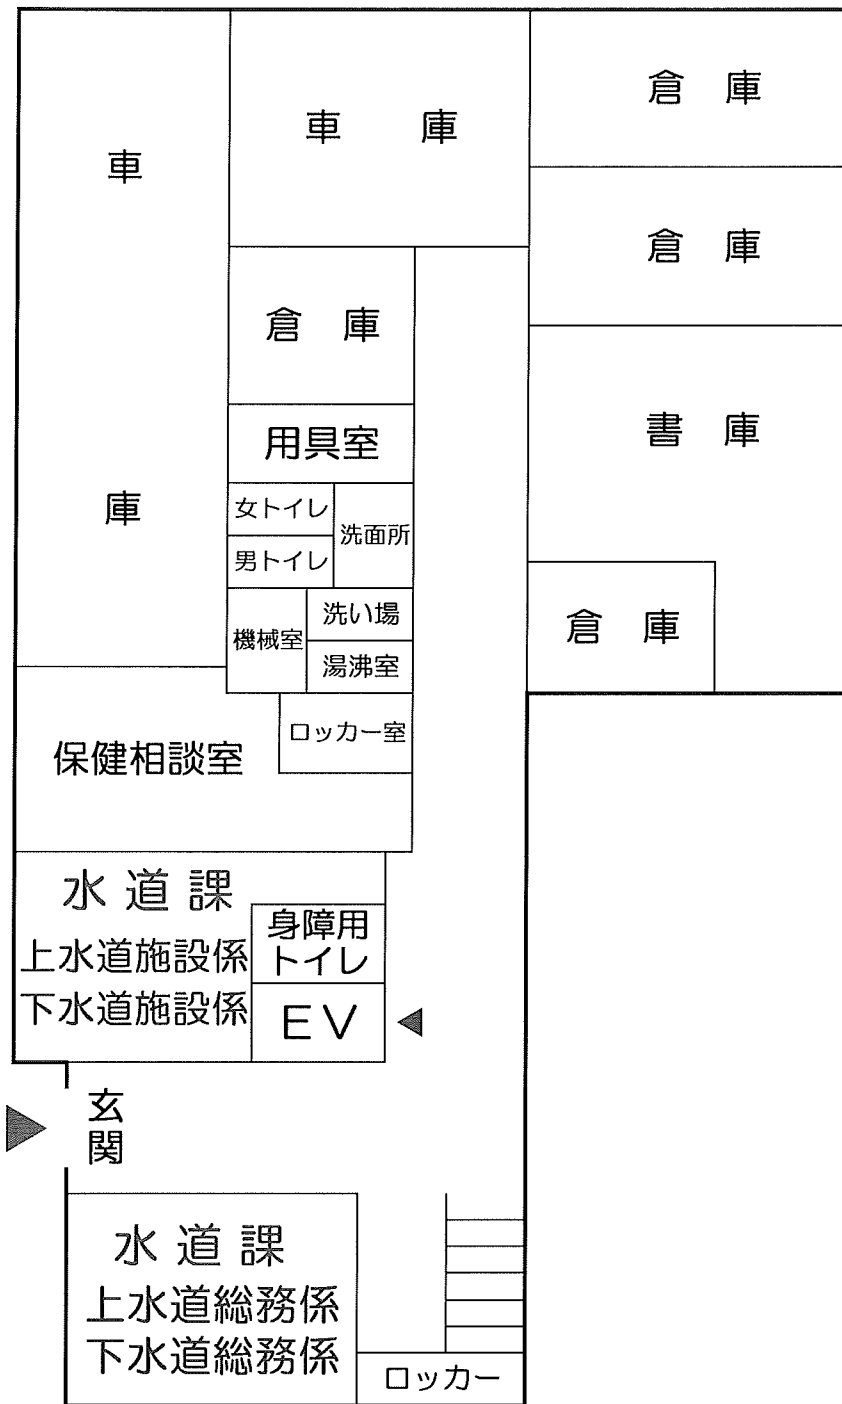 車庫
車庫
倉庫
倉庫
倉庫
用具室
書庫
女トイレ
男トイレ
洗面所
機械室
洗い場
湯沸室
倉庫
ロッカー室
保健相談室
水道課
上水道施設係
下水道施設係
身障用
トイレ
EV
玄関
水道課
上水道総務係
下水道総務係
ロッカー